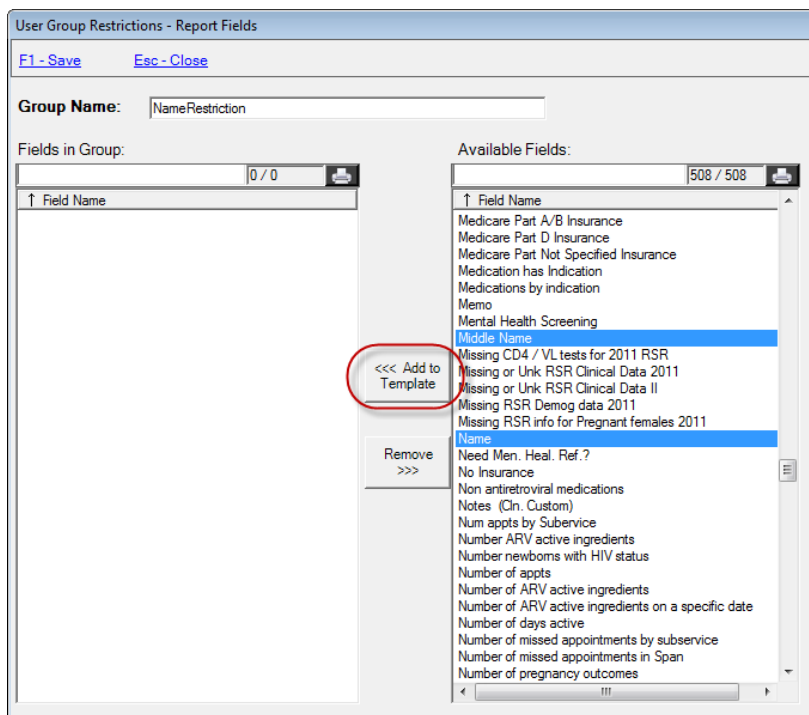 User Group Restrictions - Report Fields
F1 - Save Esc - Close
Group Name: NameRestriction
Fields in Group:
0 / 0
↑ Field Name
<<< Add to
Template
Remove
>>>
Available Fields:
508 / 508
↑ Field Name
Medicare Part A/B Insurance
Medicare Part D Insurance
Medicare Part Not Specified Insurance
Medication has Indication
Medications by indication
Memo
Mental Health Screening
Middle Name
Missing CD4 / VL tests for 2011 RSR
Missing or Unk RSR Clinical Data 2011
Missing or Unk RSR Clinical Data II
Missing RSR Demog data 2011
Missing RSR info for Pregnant females 2011
Name
Need Men. Heal. Ref.?
No Insurance
Non antiretroviral medications
Notes (Cln. Custom)
Num appts by Subervice
Number ARV active ingredients
Number newborns with HIV status
Number of appts
Number of ARV active ingredients
Number of ARV active ingredients on a specific date
Number of days active
Number of missed appointments by subservice
Number of missed appointments in Span
Number of pregnancy outcomes